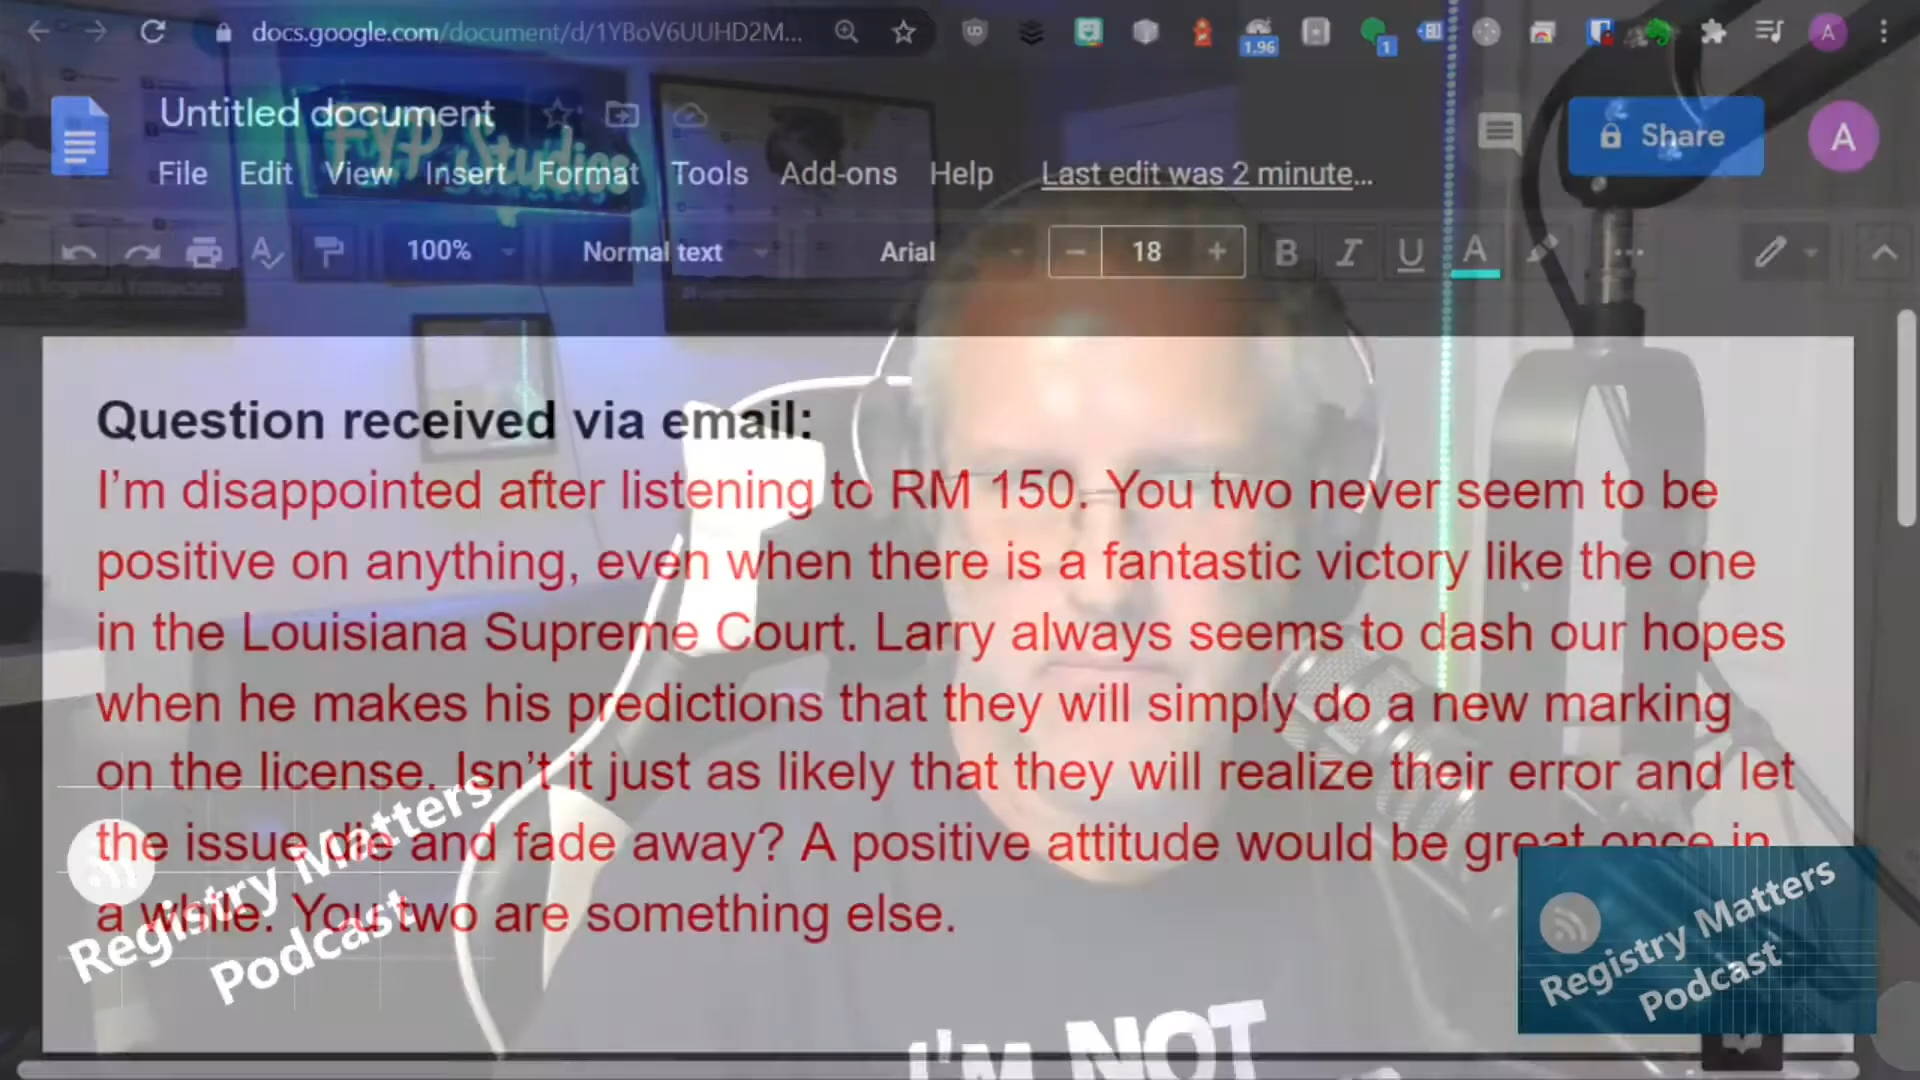 docs.google.com/document/d/1YBoV6UUHD2M...
1.96
1
A
Untitled document
FYP Studios
Share
A
File Edit View Insert Format Tools Add-ons Help Last edit was 2 minute...
100% Normal text Arial 18 B I U A
Question received via email:
I'm disappointed after listening to RM 150. You two never seem to be
positive on anything, even when there is a fantastic victory like the one
in the Louisiana Supreme Court. Larry always seems to dash our hopes
when he makes his predictions that they will simply do a new marking
on the license. Isn't it just as likely that they will realize their error and let
the issue die and fade away? A positive attitude would be great once in
a while. You two are something else.
Registry Matters
Podcast
Registry Matters
Podcast
I'M NOT